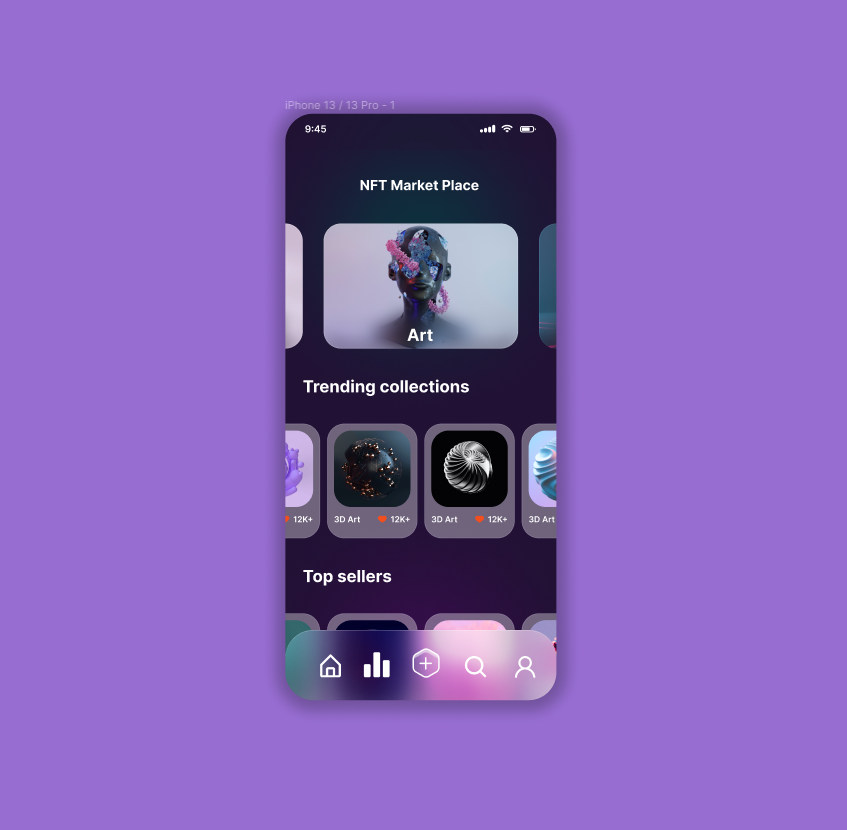 iPhone 13 / 13 Pro - 1
9:45
NFT Market Place
Art
Trending collections
12K+
3D Art 12K+
3D Art 12K+
3D Art
Top sellers